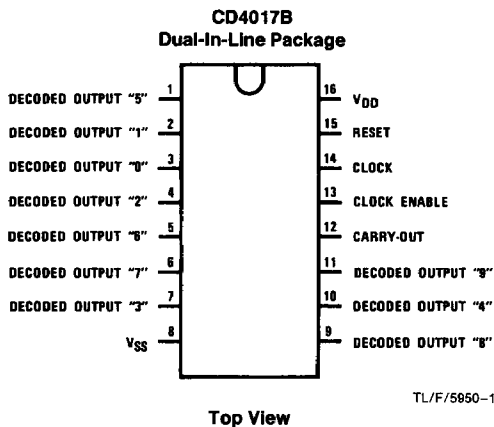 CD4017B
Dual-In-Line Package
DECODED OUTPUT "5" 1
DECODED OUTPUT "1" 2
DECODED OUTPUT "0" 3
DECODED OUTPUT "2" 4
DECODED OUTPUT "6" 5
DECODED OUTPUT "7" 6
DECODED OUTPUT "3" 7
VSS 8
16 VDD
15 RESET
14 CLOCK
13 CLOCK ENABLE
12 CARRY-OUT
11 DECODED OUTPUT "9"
10 DECODED OUTPUT "4"
9 DECODED OUTPUT "8"
TL/F/5950–1
Top View